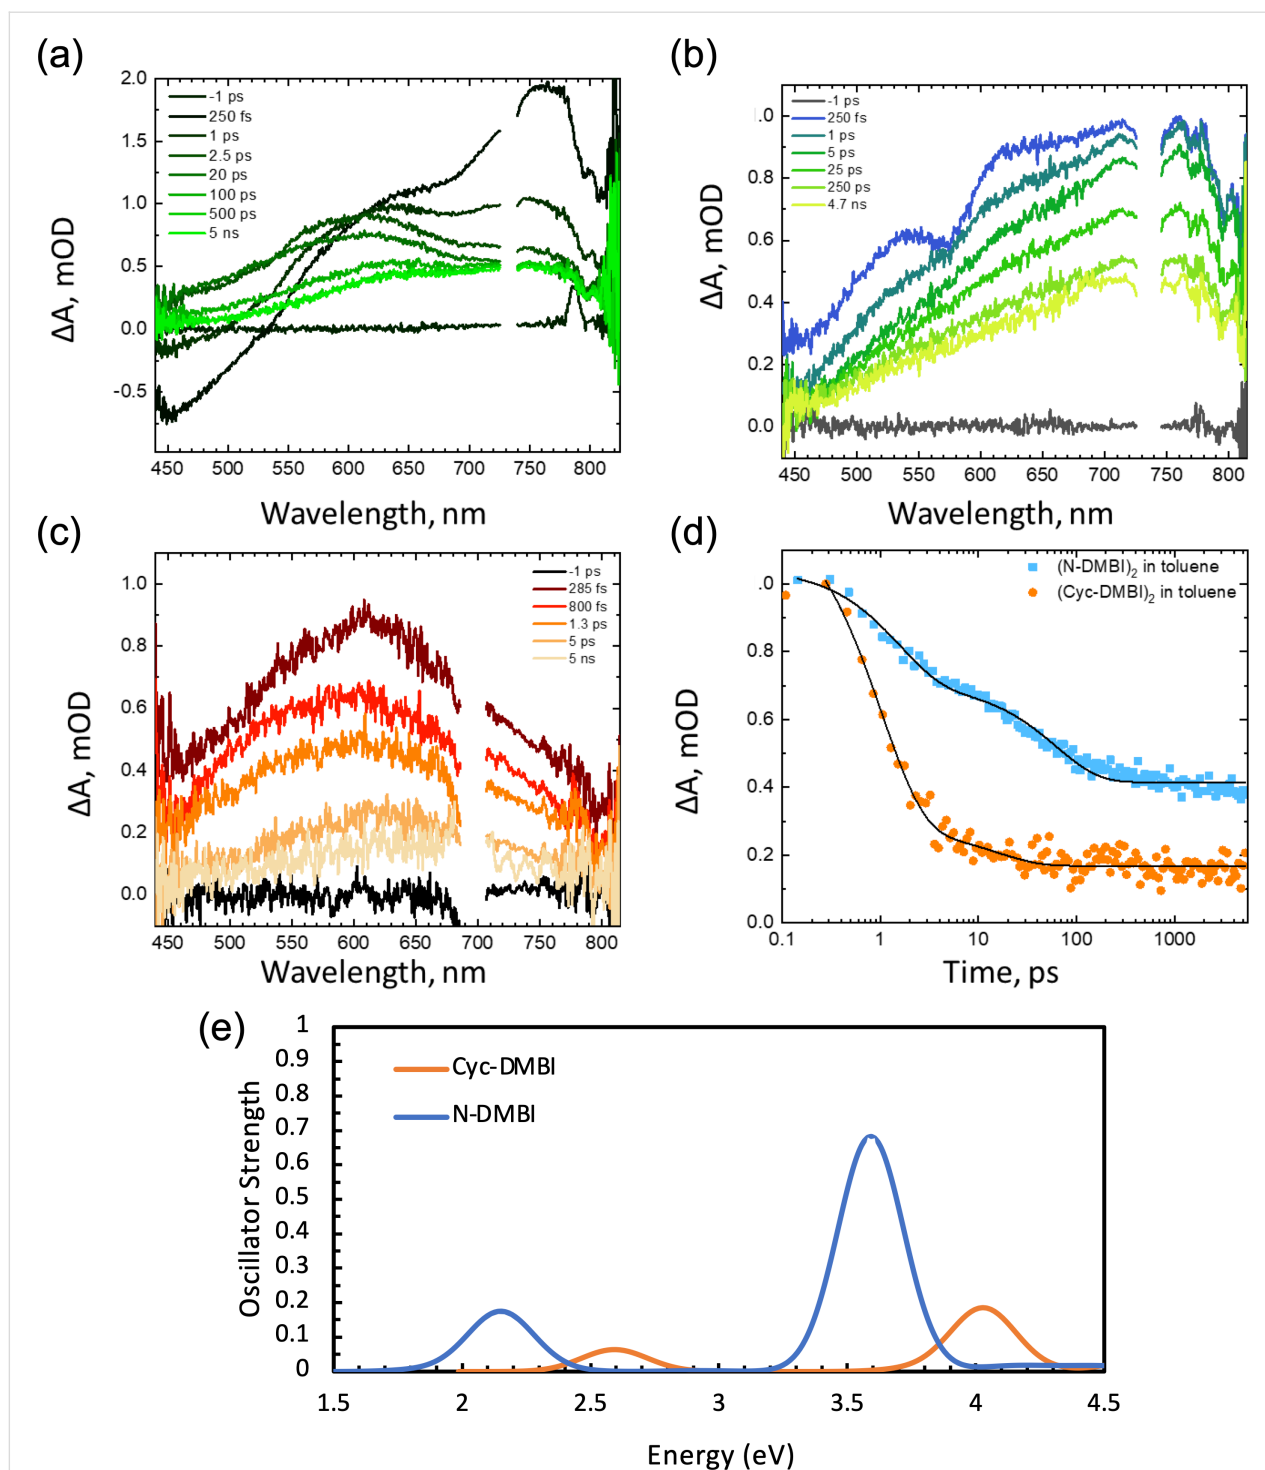 (a)
2.0
1.5
1.0
0.5
0.0
-0.5
-1 ps
250 fs
1 ps
2.5 ps
20 ps
100 ps
500 ps
5 ns
ΔA, mOD
450 500 550 600 650 700 750 800
Wavelength, nm
(b)
.0
0.8
0.6
0.4
0.2
0.0
-1 ps
250 fs
1 ps
5 ps
25 ps
250 ps
4.7 ns
ΔA, mOD
450 500 550 600 650 700 750 800
Wavelength, nm
(c)
1.0
0.8
0.6
0.4
0.2
0.0
-1 ps
285 fs
800 fs
1.3 ps
5 ps
5 ns
ΔA, mOD
450 500 550 600 650 700 750 800
Wavelength, nm
(d)
.0
0.8
0.6
0.4
0.2
0.0
(N-DMBI)2 in toluene
(Cyc-DMBI)2 in toluene
ΔA, mOD
0.1 1 10 100 1000
Time, ps
(e)
1
0.9
0.8
0.7
0.6
0.5
0.4
0.3
0.2
0.1
0
Cyc-DMBI
N-DMBI
Oscillator Strength
1.5 2 2.5 3 3.5 4 4.5
Energy (eV)